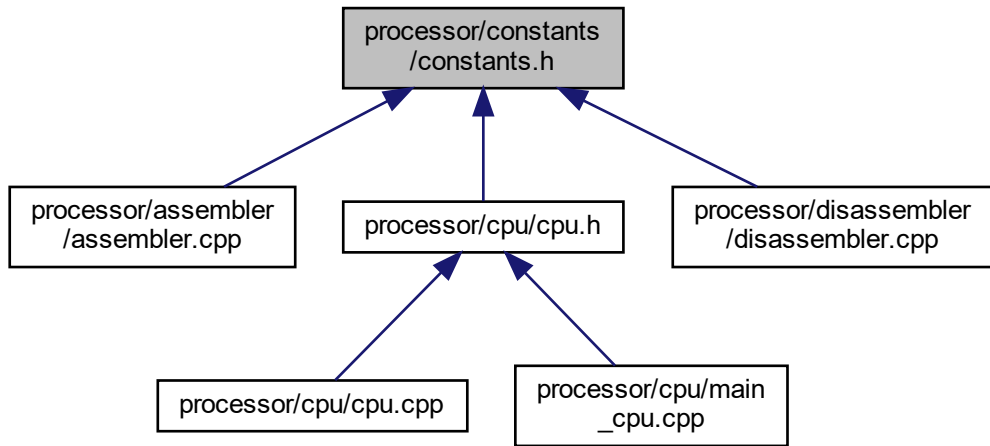 processor/constants
/constants.h
processor/assembler
/assembler.cpp
processor/cpu/cpu.h
processor/disassembler
/disassembler.cpp
processor/cpu/cpu.cpp
processor/cpu/main
_cpu.cpp